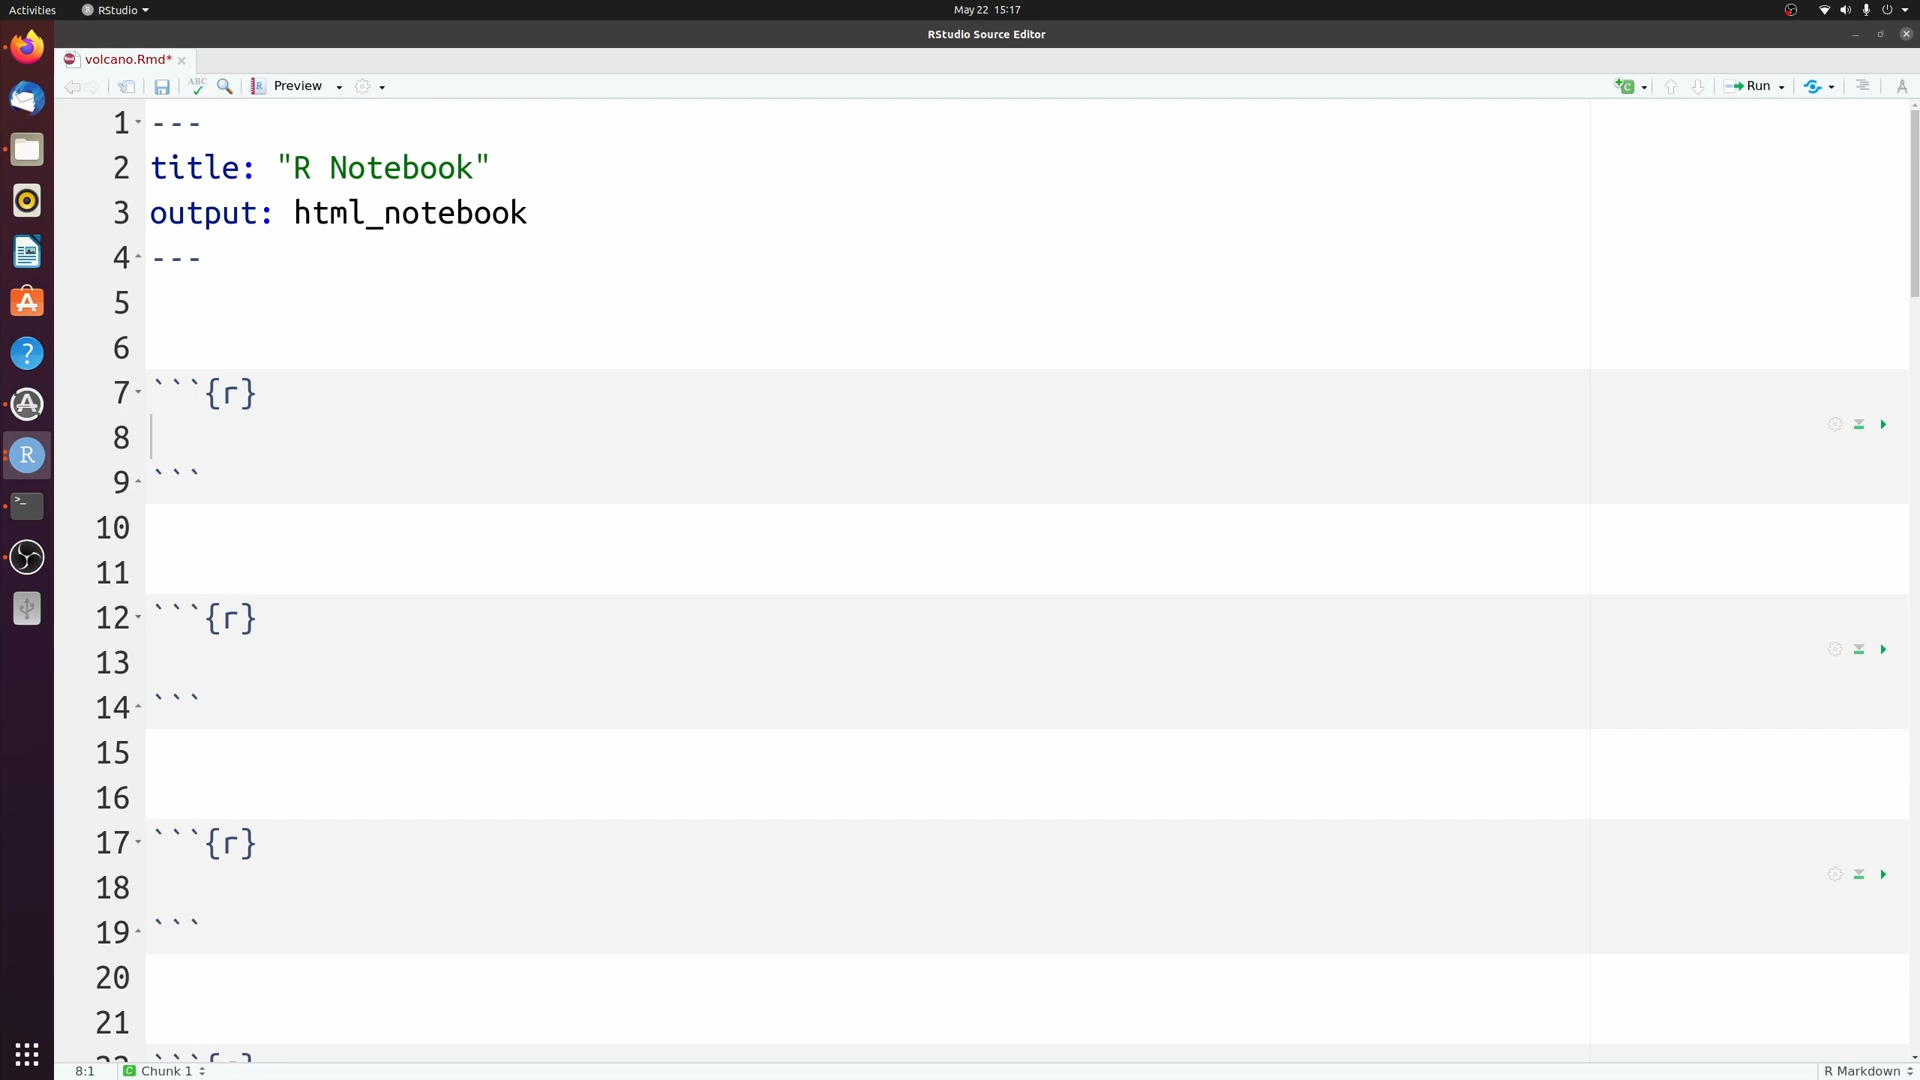 Activities RStudio May 22 15:17
RStudio Source Editor
volcano.Rmd*
ABC Preview Run
1 ---
2 title: "R Notebook"
3 output: html_notebook
4 ---
5
6
7 ```{r}
8
9 ```
10
11
12 ```{r}
13
14 ```
15
16
17 ```{r}
18
19 ```
20
21
22 ```{r}
8:1 C Chunk 1 R Markdown